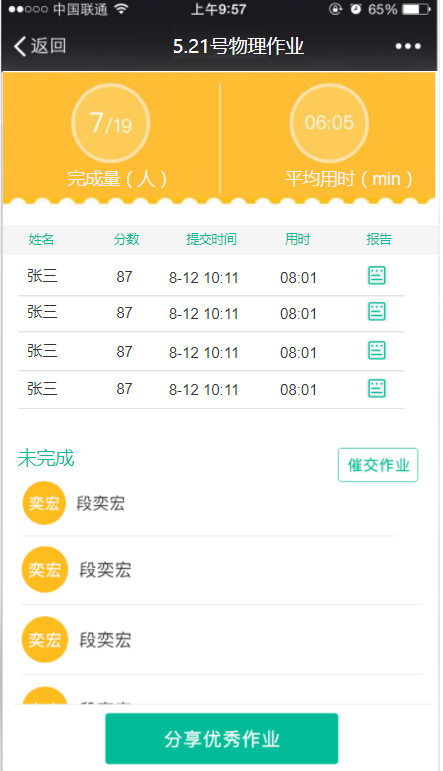 中国联通 上午9:57 65%
返回 5.21号物理作业
7/19 06:05
完成量（人） 平均用时（min）
姓名 分数 提交时间 用时 报告
张三 87 8-12 10:11 08:01
张三 87 8-12 10:11 08:01
张三 87 8-12 10:11 08:01
张三 87 8-12 10:11 08:01
未完成 催交作业
奕宏 段奕宏
奕宏 段奕宏
奕宏 段奕宏
分享优秀作业